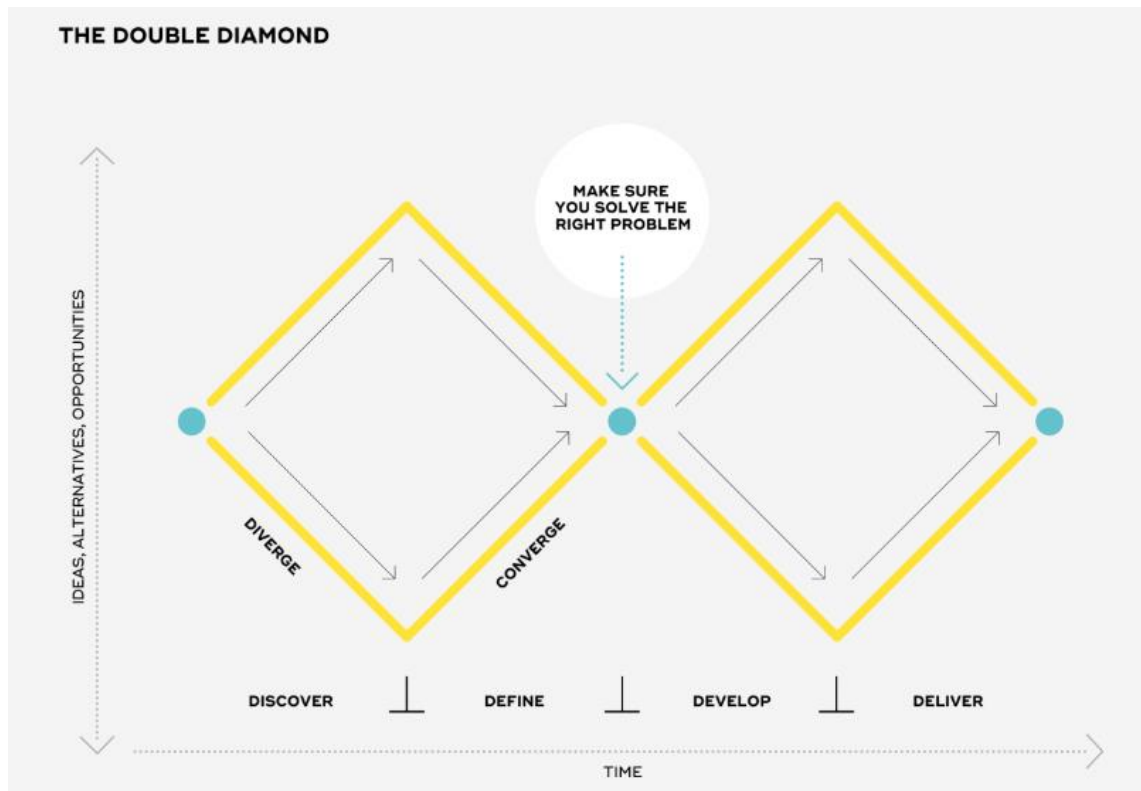 THE DOUBLE DIAMOND
MAKE SURE
YOU SOLVE THE
RIGHT PROBLEM
IDEAS, ALTERNATIVES, OPPORTUNITIES
DIVERGE
CONVERGE
DISCOVER
DEFINE
DEVELOP
DELIVER
TIME